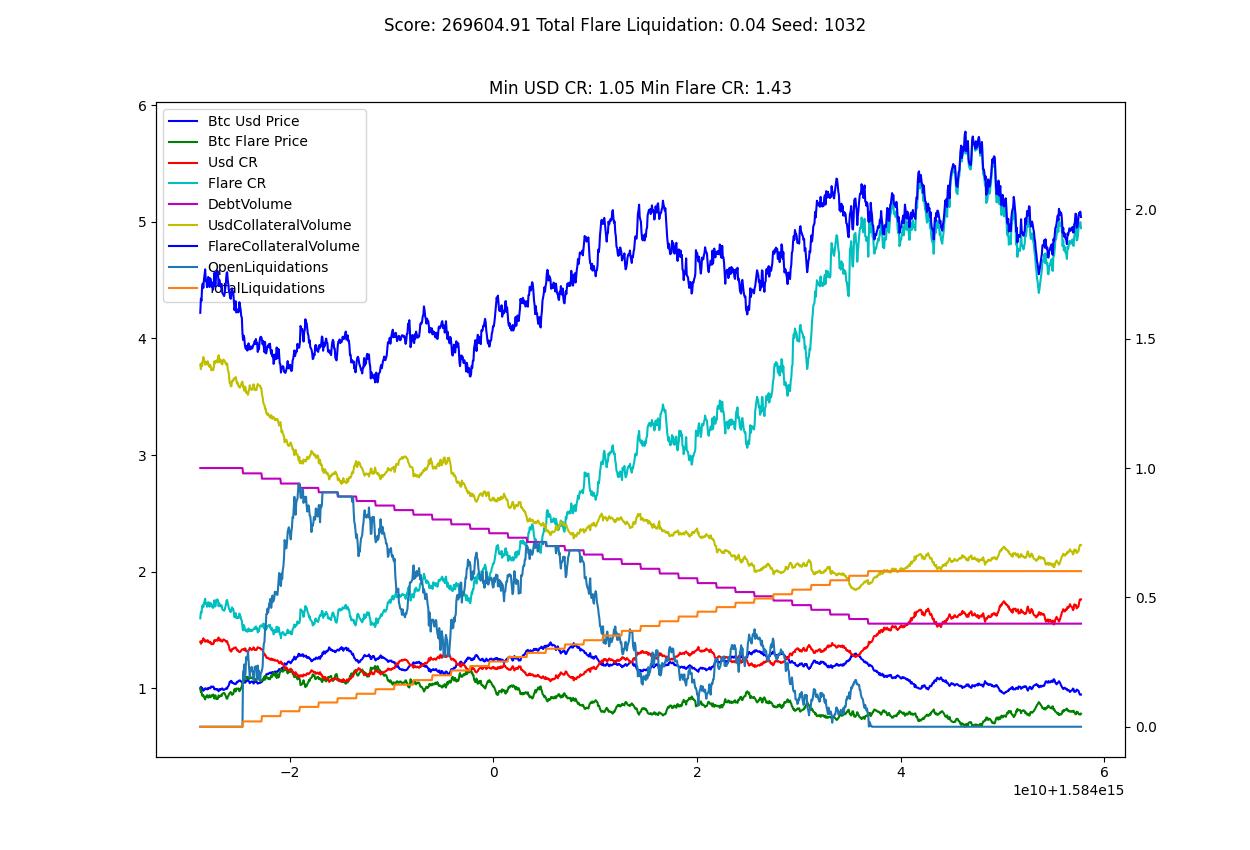 Score: 269604.91 Total Flare Liquidation: 0.04 Seed: 1032
Min USD CR: 1.05 Min Flare CR: 1.43
6
5
4
3
2
1
Btc Usd Price
Btc Flare Price
Usd CR
Flare CR
DebtVolume
UsdCollateralVolume
FlareCollateralVolume
OpenLiquidations
TotalLiquidations
2.0
1.5
1.0
0.5
0.0
−2 0 2 4 6
1e10+1.584e15